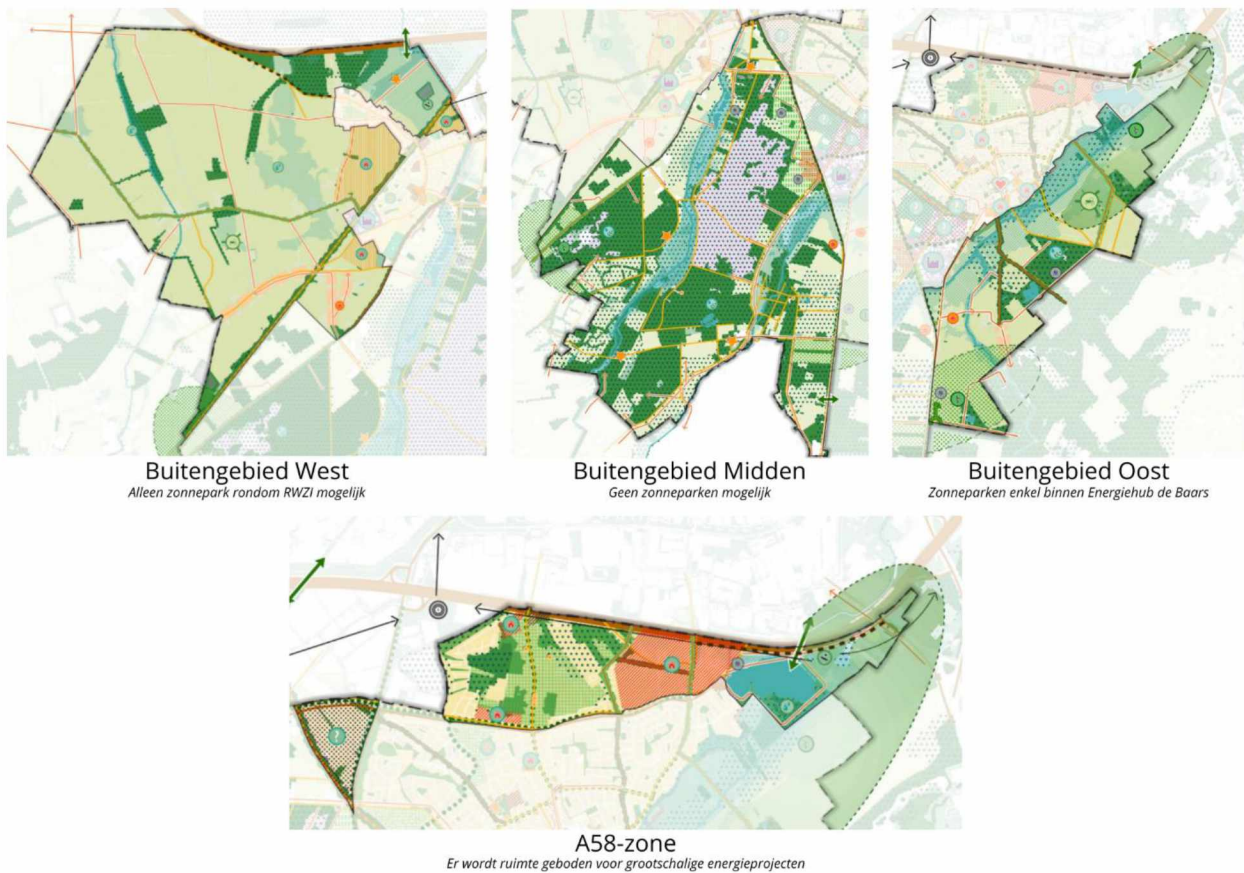 Buitengebied West
Alleen zonnepark rondom RWZI mogelijk
Buitengebied Midden
Geen zonneparken mogelijk
Buitengebied Oost
Zonneparken enkel binnen Energiehub de Baars
?
A58-zone
Er wordt ruimte geboden voor grootschalige energieprojecten